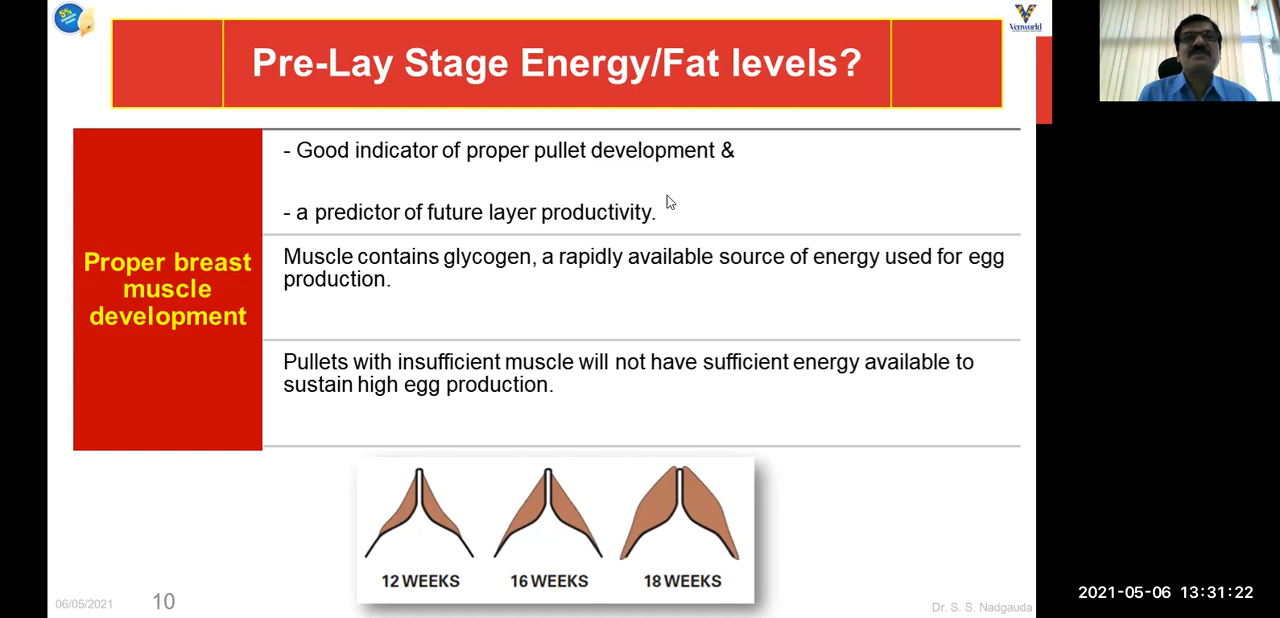 5%
Venworld
Pre-Lay Stage Energy/Fat levels?
Proper breast
muscle
development
- Good indicator of proper pullet development &
- a predictor of future layer productivity.
Muscle contains glycogen, a rapidly available source of energy used for egg
production.
Pullets with insufficient muscle will not have sufficient energy available to
sustain high egg production.
12 WEEKS
16 WEEKS
18 WEEKS
06/05/2021
10
Dr. S. S. Nadgauda
2021-05-06 13:31:22